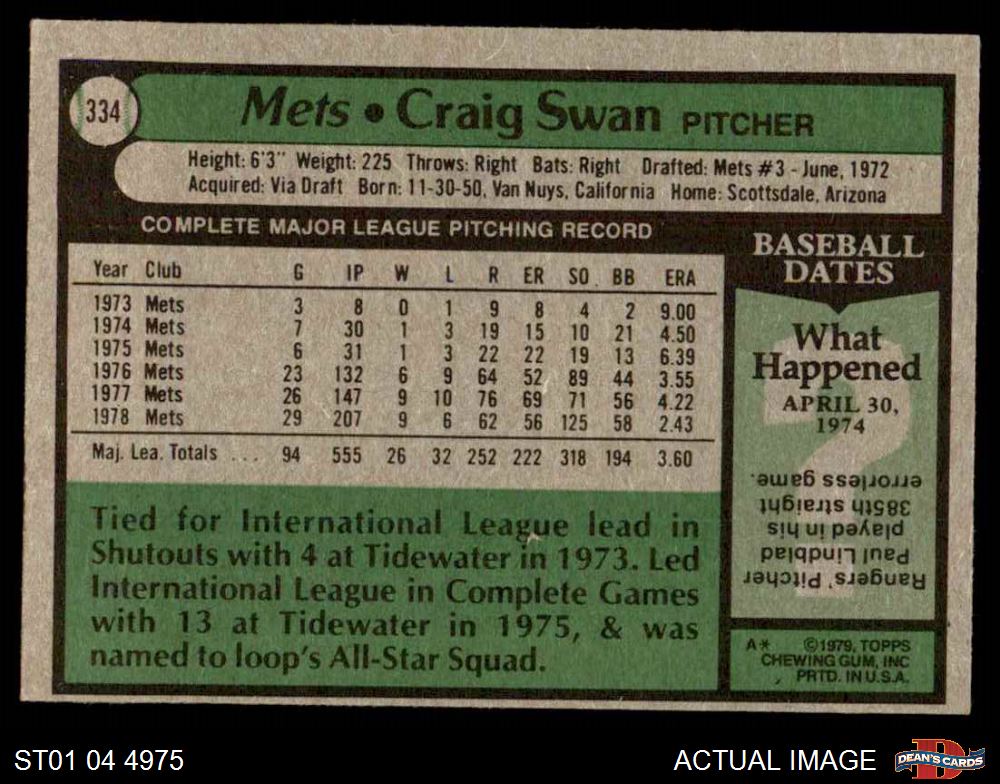 334
Mets • Craig Swan PITCHER
Height: 6'3" Weight: 225 Throws: Right Bats: Right Drafted: Mets #3 - June, 1972
Acquired: Via Draft Born: 11-30-50, Van Nuys, California Home: Scottsdale, Arizona
COMPLETE MAJOR LEAGUE PITCHING RECORD
Year Club G IP W L R ER SO BB ERA
1973 Mets 3 8 0 1 9 8 4 2 9.00
1974 Mets 7 30 1 3 19 15 10 21 4.50
1975 Mets 6 31 1 3 22 22 19 13 6.39
1976 Mets 23 132 6 9 64 52 89 44 3.55
1977 Mets 26 147 9 10 76 69 71 56 4.22
1978 Mets 29 207 9 6 62 56 125 58 2.43
Maj. Lea. Totals ... 94 555 26 32 252 222 318 194 3.60
Tied for International League lead in
Shutouts with 4 at Tidewater in 1973. Led
International League in Complete Games
with 13 at Tidewater in 1975, & was
named to loop's All-Star Squad.
BASEBALL
DATES
What
Happened
APRIL 30,
1974
Rangers' Pitcher
Paul Lindblad
played in his
385th straight
errorless game.
A* ©1979, TOPPS
CHEWING GUM, INC
PRTD. IN U.S.A.
ST01 04 4975
ACTUAL IMAGE
DEAN'S CARDS